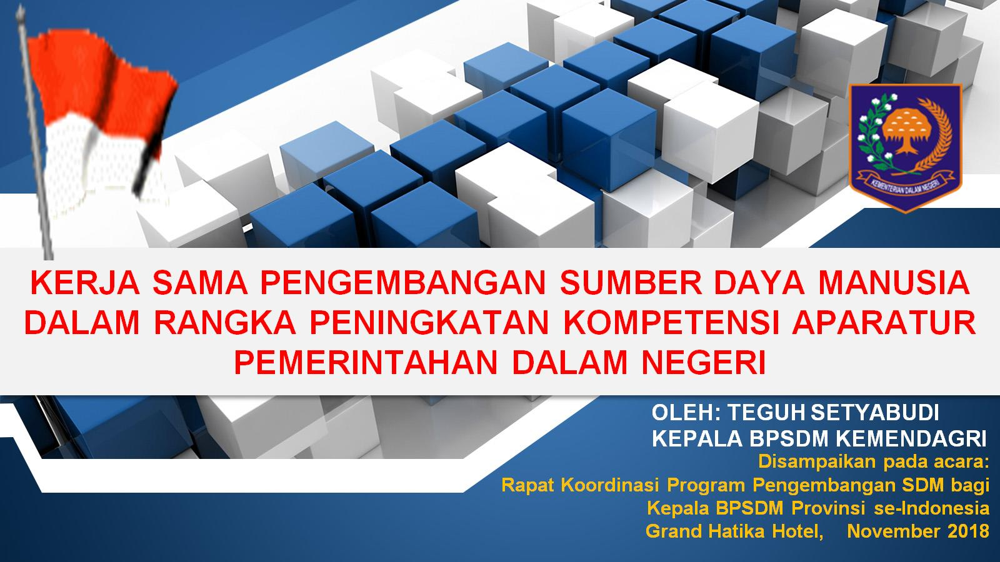 KEMENTERIAN DALAM NEGERI
KERJA SAMA PENGEMBANGAN SUMBER DAYA MANUSIA
DALAM RANGKA PENINGKATAN KOMPETENSI APARATUR
PEMERINTAHAN DALAM NEGERI
OLEH: TEGUH SETYABUDI
KEPALA BPSDM KEMENDAGRI
Disampaikan pada acara:
Rapat Koordinasi Program Pengembangan SDM bagi
Kepala BPSDM Provinsi se-Indonesia
Grand Hatika Hotel, November 2018